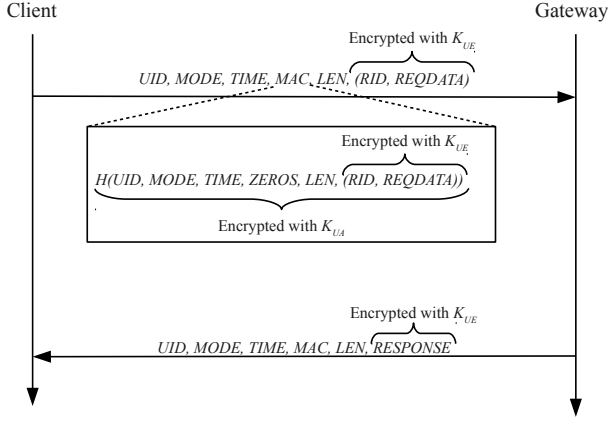 Client
Gateway
Encrypted with K_UE
UID, MODE, TIME, MAC, LEN, (RID, REQDATA)
Encrypted with K_UE
H(UID, MODE, TIME, ZEROS, LEN, (RID, REQDATA))
Encrypted with K_UA
Encrypted with K_UE
UID, MODE, TIME, MAC, LEN, RESPONSE